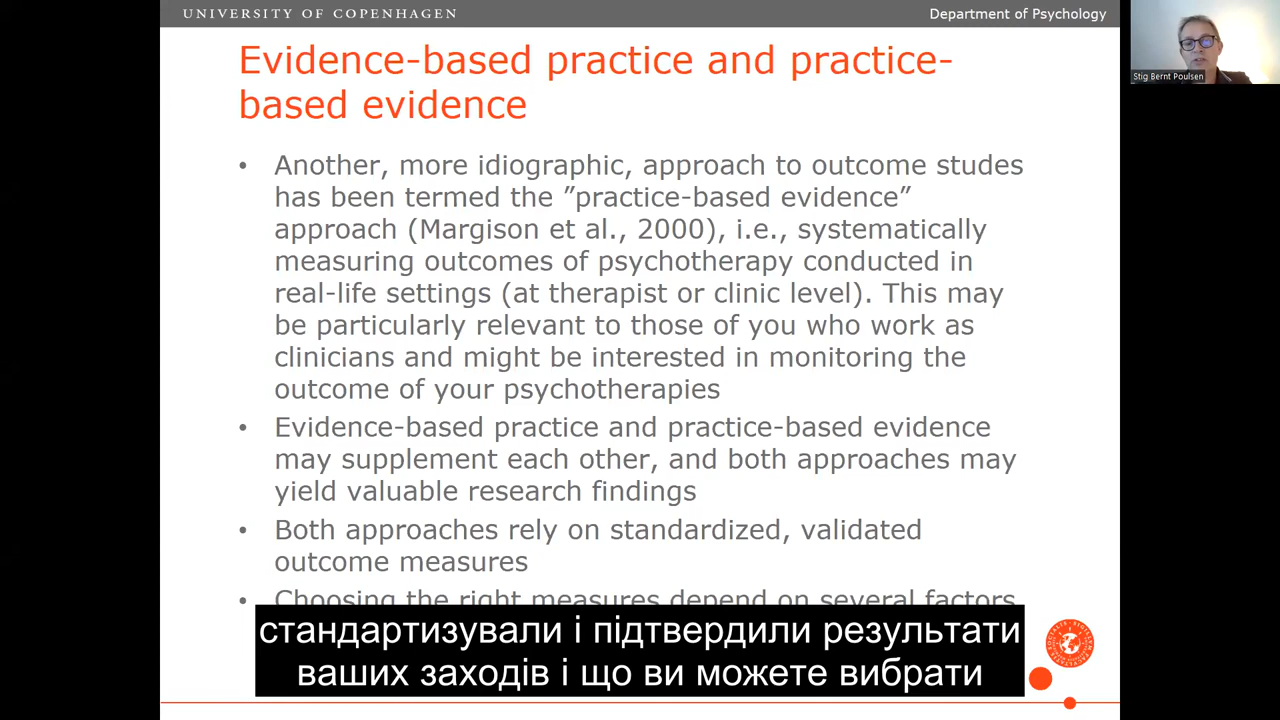 UNIVERSITY OF COPENHAGEN
Department of Psychology
Stig Bernt Poulsen
Evidence-based practice and practice-
based evidence
• Another, more idiographic, approach to outcome studes
has been termed the ”practice-based evidence”
approach (Margison et al., 2000), i.e., systematically
measuring outcomes of psychotherapy conducted in
real-life settings (at therapist or clinic level). This may
be particularly relevant to those of you who work as
clinicians and might be interested in monitoring the
outcome of your psychotherapies
• Evidence-based practice and practice-based evidence
may supplement each other, and both approaches may
yield valuable research findings
• Both approaches rely on standardized, validated
outcome measures
• Choosing the right measures depend on several factors
стандартизували і підтвердили результати
ваших заходів і що ви можете вибрати